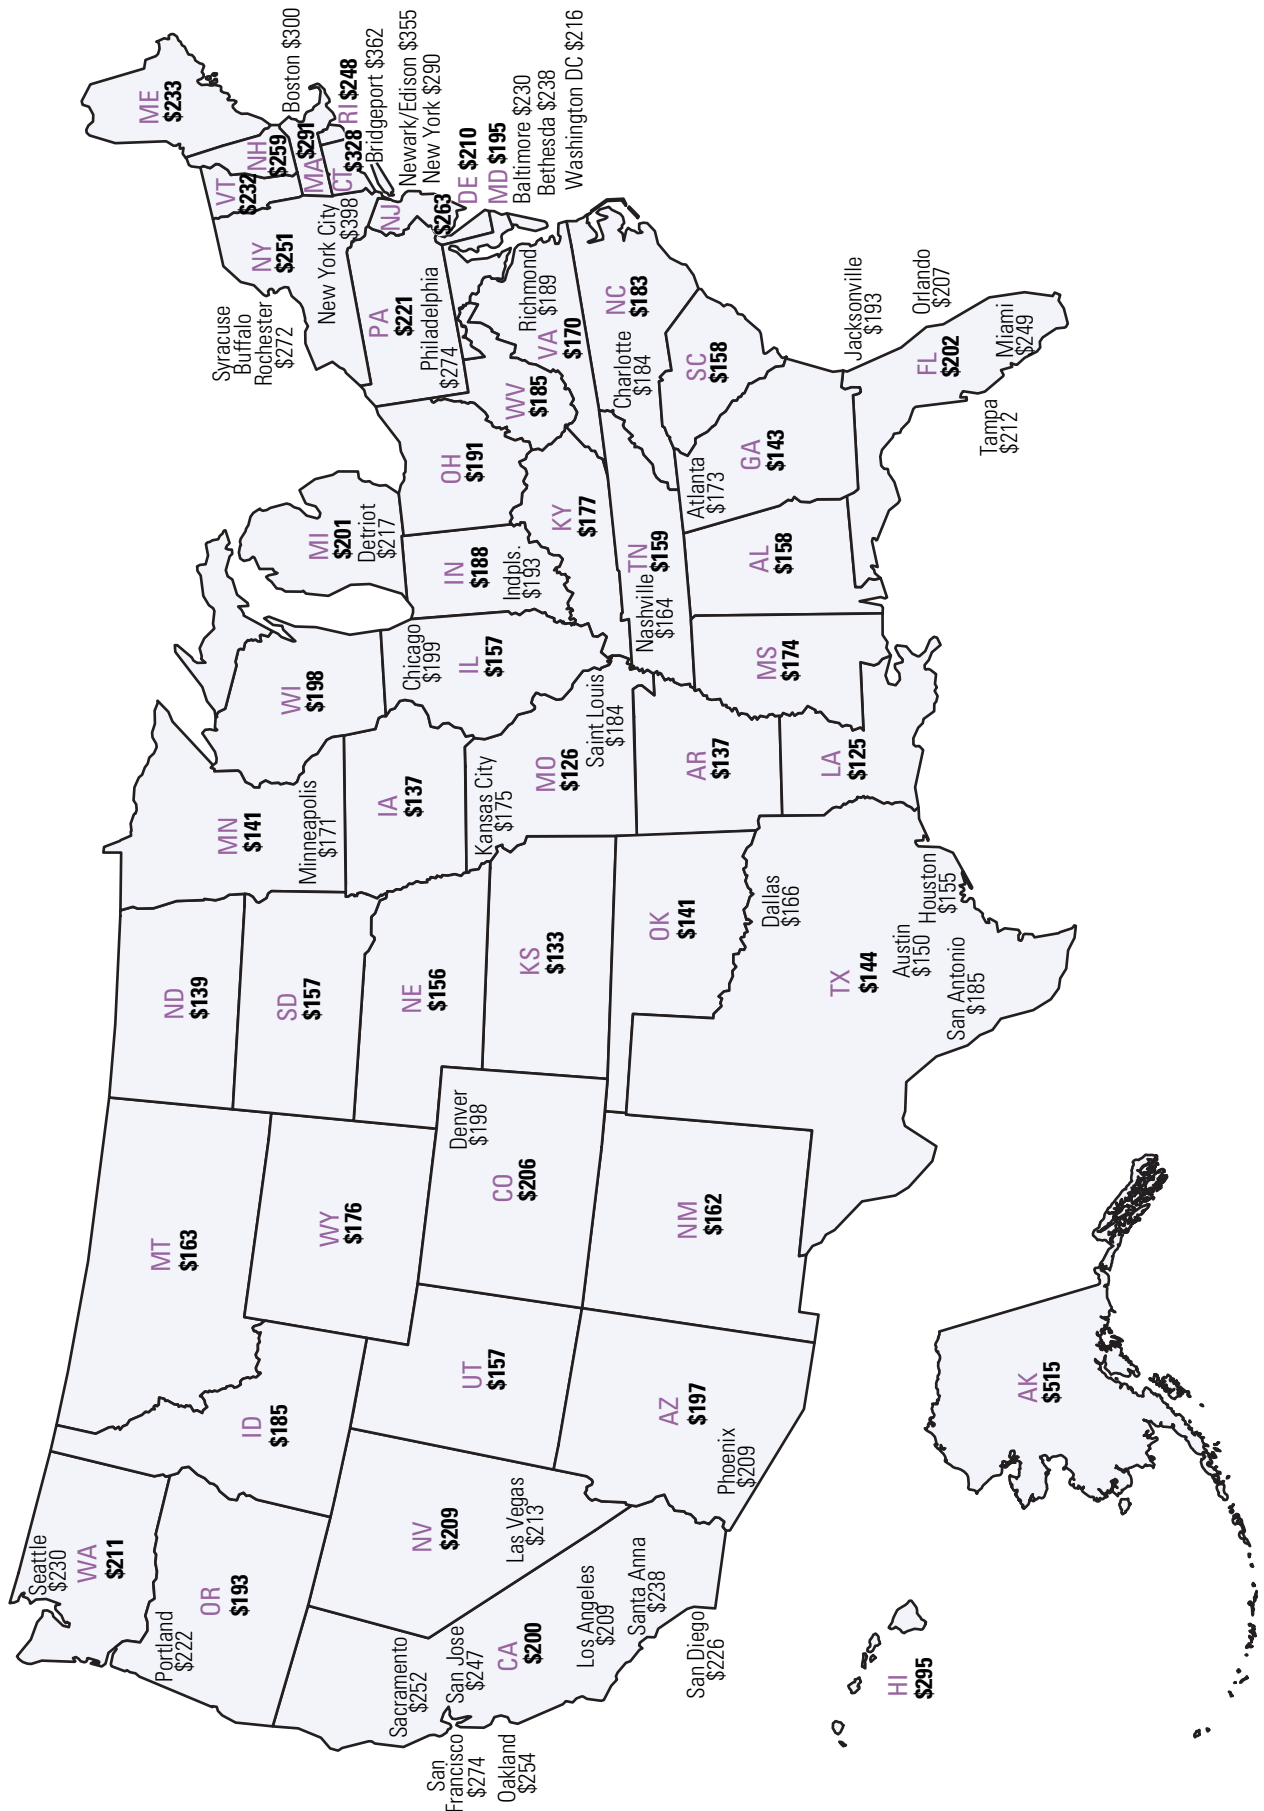 Seattle
$230
WA
$211
Portland
$222
OR
$193
Sacramento
$252
San
Francisco
$274
San Jose
$247
Oakland
$254
CA
$200
Los Angeles
$209
Santa Anna
$238
San Diego
$226
NV
$209
Las Vegas
$213
ID
$185
MT
$163
WY
$176
UT
$157
AZ
$197
Phoenix
$209
Denver
$198
CO
$206
NM
$162
ND
$139
SD
$157
NE
$156
KS
$133
OK
$141
TX
$144
Dallas
$166
Austin
$150
Houston
$155
San Antonio
$185
MN
$141
Minneapolis
$171
IA
$137
Kansas City
$175
MO
$126
Saint Louis
$184
AR
$137
LA
$125
WI
$198
Chicago
$199
IL
$157
MI
$201
Detriot
$217
IN
$188
Indpls.
$193
OH
$191
KY
$177
TN
$159
Nashville
$164
MS
$174
AL
$158
Atlanta
$173
GA
$143
Jacksonville
$193
Orlando
$207
FL
$202
Miami
$249
Tampa
$212
SC
$158
Charlotte
$184
NC
$183
Richmond
$189
VA
$170
WV
$185
PA
$221
Philadelphia
$274
Syracuse
Buffalo
Rochester
$272
NY
$251
New York City
$398
VT
$232
NH
$259
ME
$233
Boston $300
MA
$291
RI $248
CT
$328
Bridgeport $362
NJ
$263
Newark/Edison $355
New York $290
DE $210
MD $195
Baltimore $230
Bethesda $238
Washington DC $216
AK
$515
HI
$295